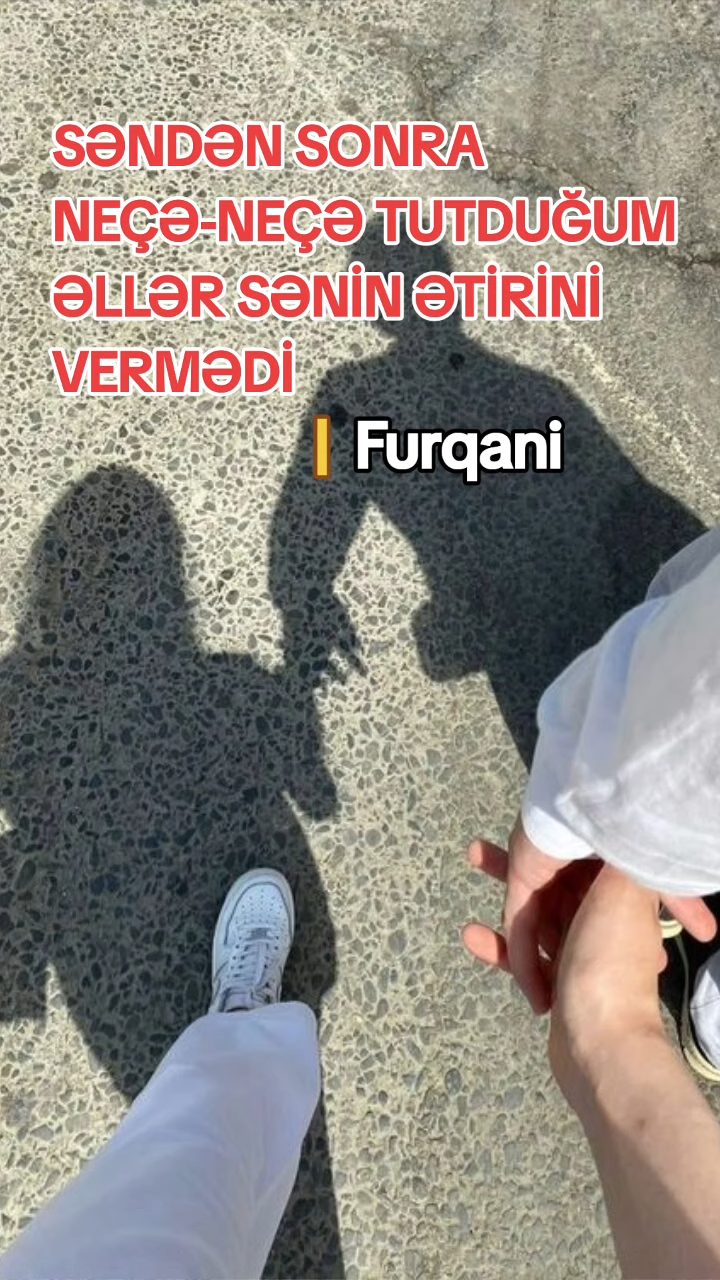 SƏNDƏN SONRA
NEÇƏ-NEÇƏ TUTDUĞUM
ƏLLƏR SƏNİN ƏTİRİNİ
VERMƏDİ
| Furqani